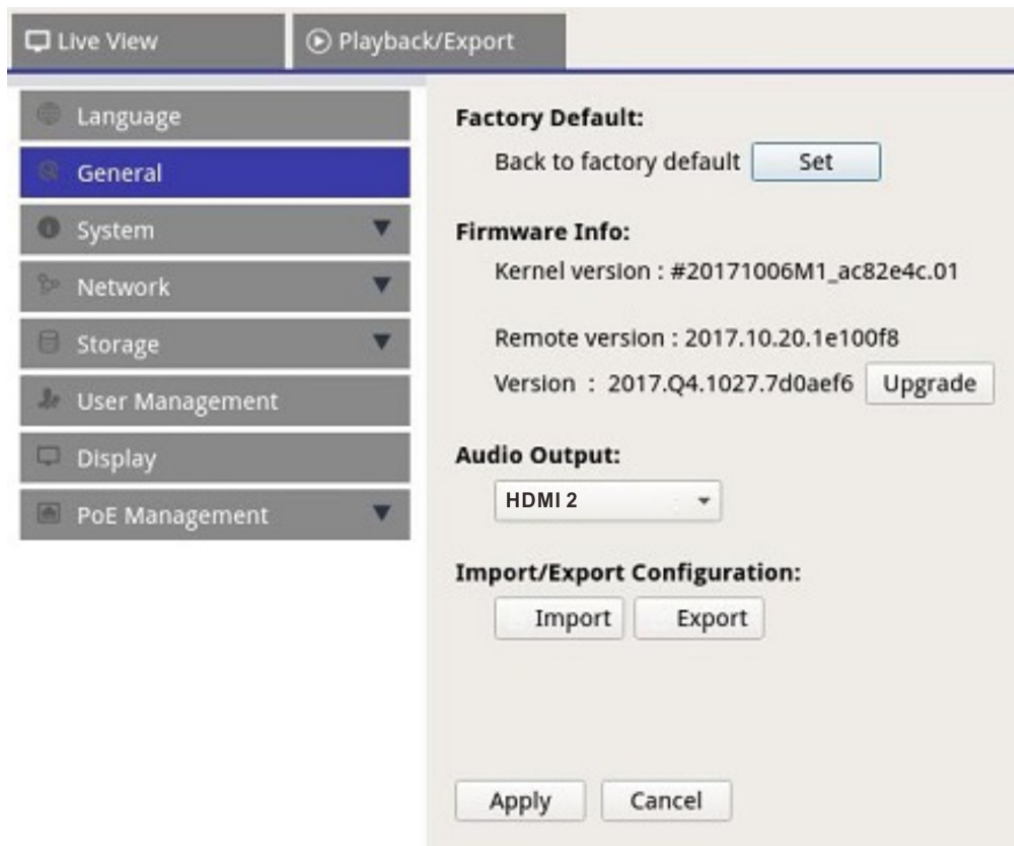 Live View
Playback/Export
Language
General
System
Network
Storage
User Management
Display
PoE Management
Factory Default:
Back to factory default Set
Firmware Info:
Kernel version : #20171006M1_ac82e4c.01
Remote version : 2017.10.20.1e100f8
Version : 2017.Q4.1027.7d0aef6 Upgrade
Audio Output:
HDMI 2
Import/Export Configuration:
Import Export
Apply Cancel